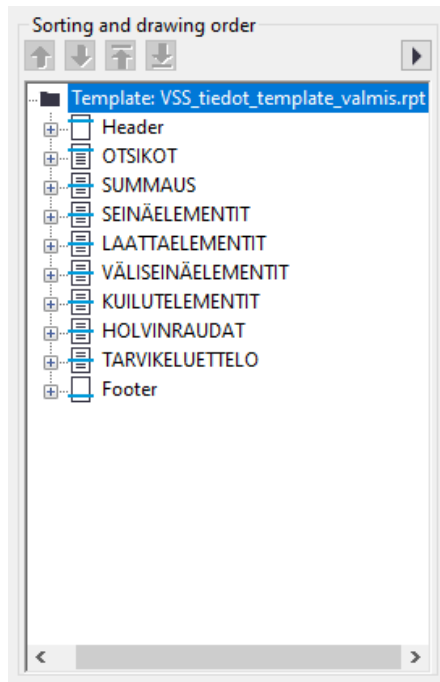 Sorting and drawing order
Template: VSS_tiedot_template_valmis.rpt
Header
OTSIKOT
SUMMAUS
SEINÄELEMENTIT
LAATTAELEMENTIT
VÄLISEINÄELEMENTIT
KUILUTELEMENTIT
HOLVINRAUDAT
TARVIKELUETTELO
Footer